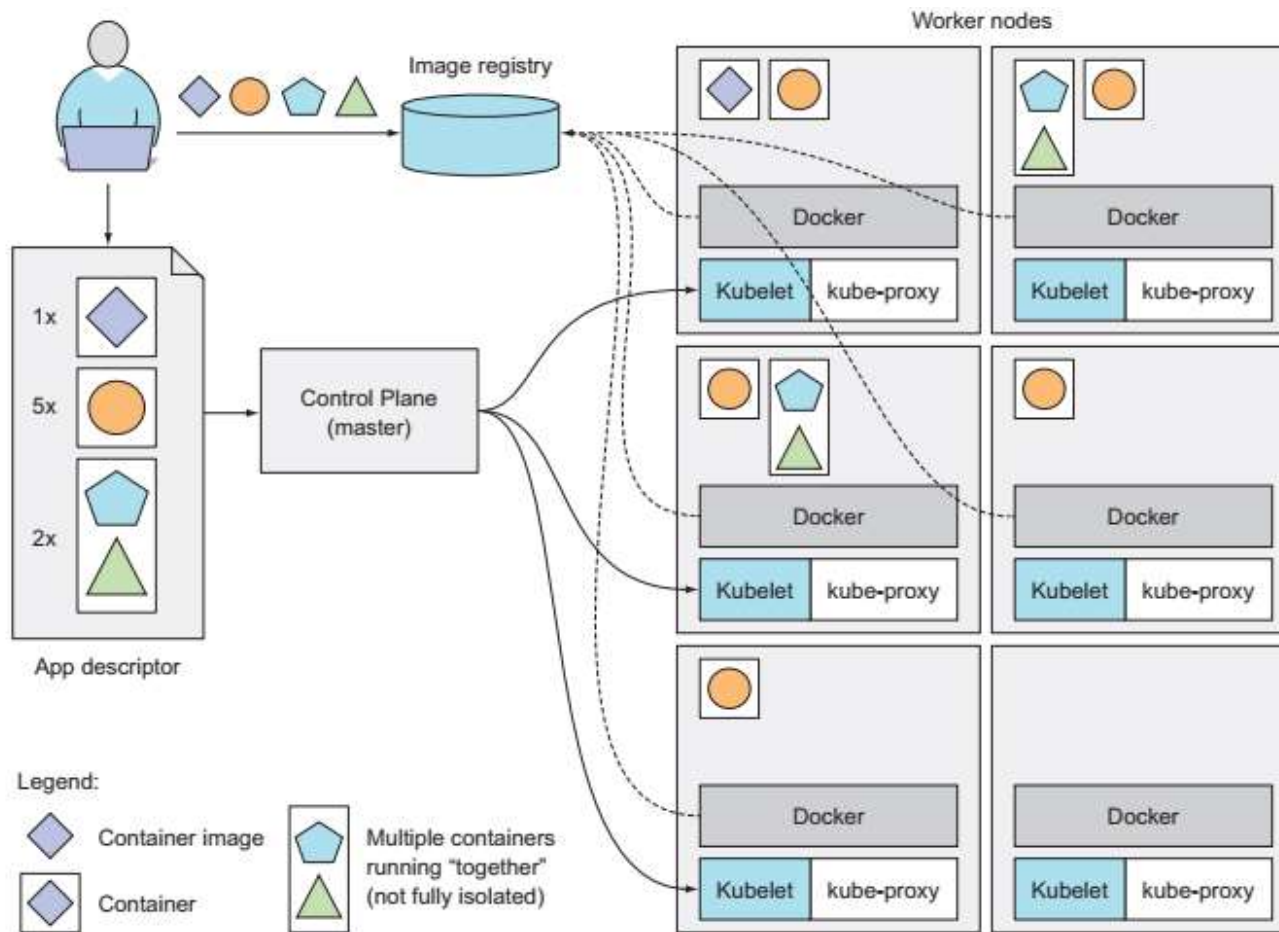 Worker nodes
Image registry
Docker
Docker
Kubelet
kube-proxy
Kubelet
kube-proxy
1x
5x
2x
Control Plane
(master)
Docker
Docker
Kubelet
kube-proxy
Kubelet
kube-proxy
App descriptor
Docker
Docker
Kubelet
kube-proxy
Kubelet
kube-proxy
Legend:
Container image
Container
Multiple containers
running “together”
(not fully isolated)